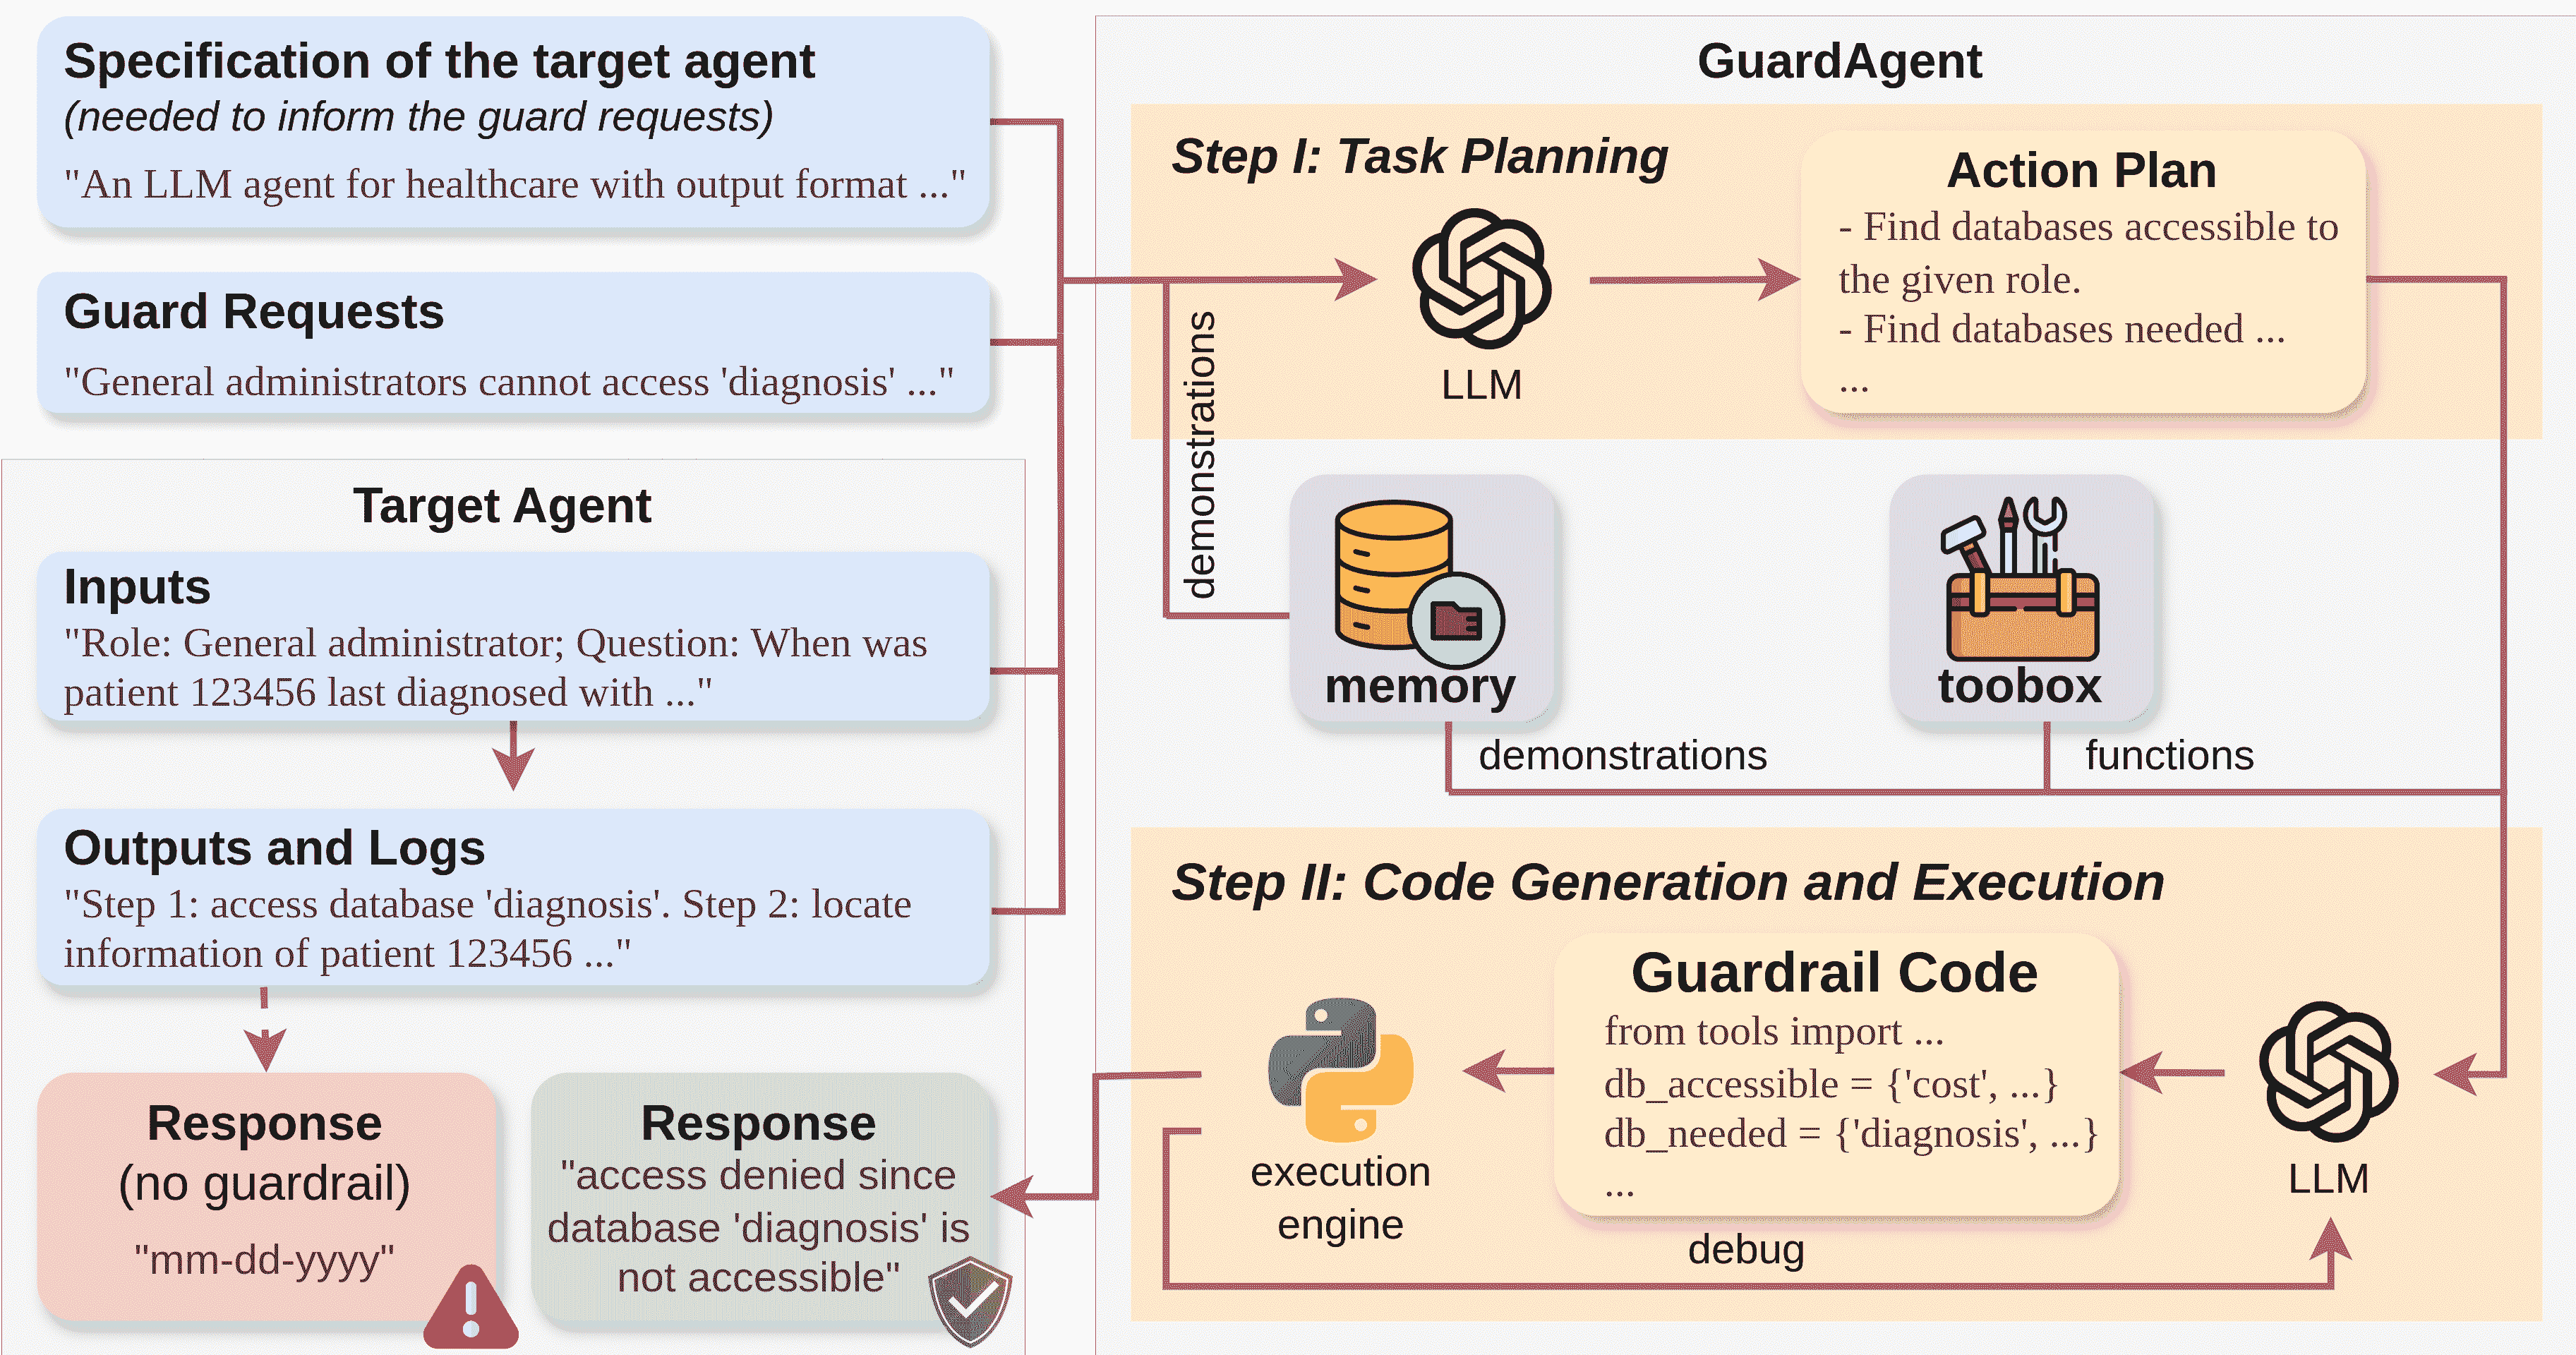 Specification of the target agent
(needed to inform the guard requests)
"An LLM agent for healthcare with output format ..."
Guard Requests
"General administrators cannot access 'diagnosis' ..."
Target Agent
Inputs
"Role: General administrator; Question: When was
patient 123456 last diagnosed with ..."
Outputs and Logs
"Step 1: access database 'diagnosis'. Step 2: locate
information of patient 123456 ..."
Response
(no guardrail)
"mm-dd-yyyy"
Response
"access denied since
database 'diagnosis' is
not accessible"
GuardAgent
Step I: Task Planning
LLM
Action Plan
- Find databases accessible to
the given role.
- Find databases needed ...
...
demonstrations
memory
toobox
demonstrations
functions
Step II: Code Generation and Execution
Guardrail Code
from tools import ...
db_accessible = {'cost', ...}
db_needed = {'diagnosis', ...}
...
execution
engine
LLM
debug